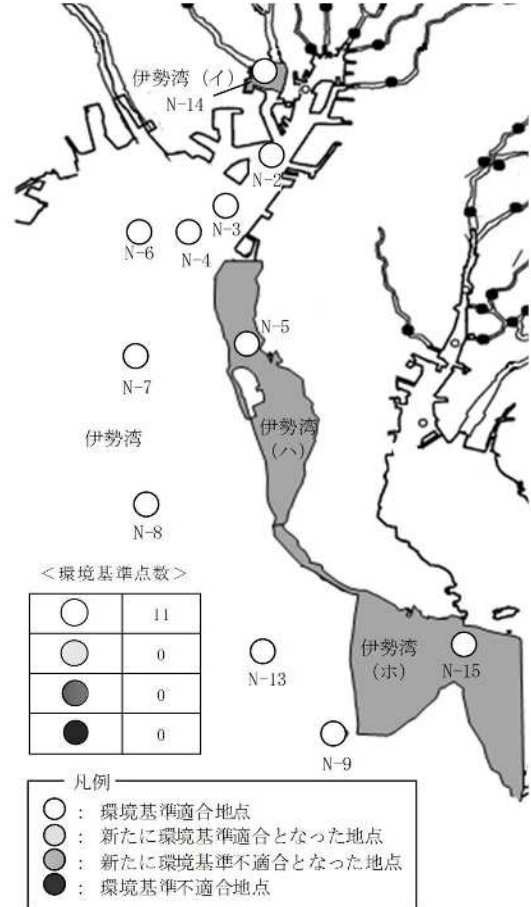 伊勢湾 (イ)
N-14
N-2
N-3
N-6
N-4
N-5
N-7
伊勢湾
伊勢湾
(ハ)
N-8
<環境基準点数>
11
0
0
0
伊勢湾
(ホ)
N-13
N-15
N-9
凡例
: 環境基準適合地点
: 新たに環境基準適合となった地点
: 新たに環境基準不適合となった地点
: 環境基準不適合地点